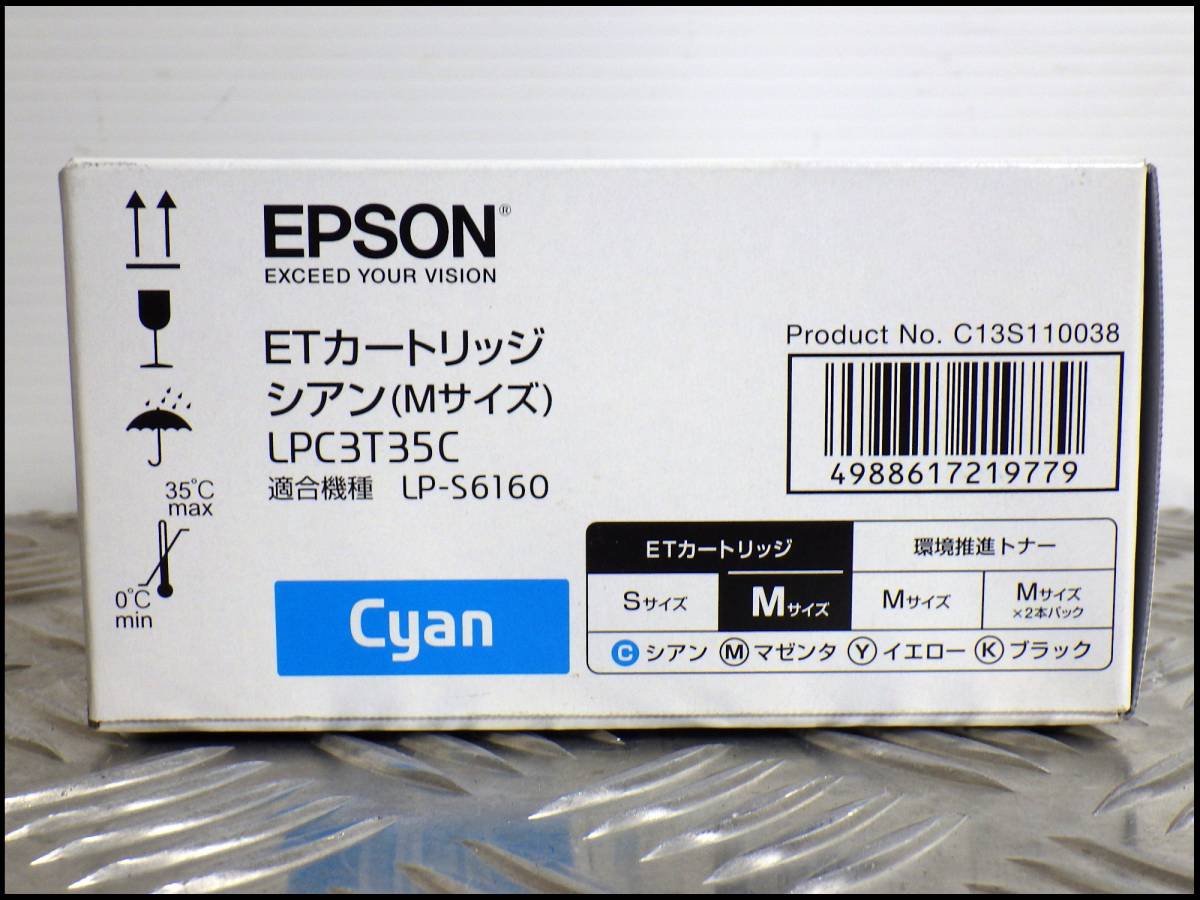 EPSON®
EXCEED YOUR VISION
ETカートリッジ
シアン(Mサイズ)
LPC3T35C
適合機種 LP-S6160
35℃
max
0℃
min
Cyan
Product No. C13S110038
4988617219779
ETカートリッジ 環境推進トナー
Sサイズ Mサイズ Mサイズ Mサイズ
×2本パック
C シアン M マゼンタ Y イエロー K ブラック